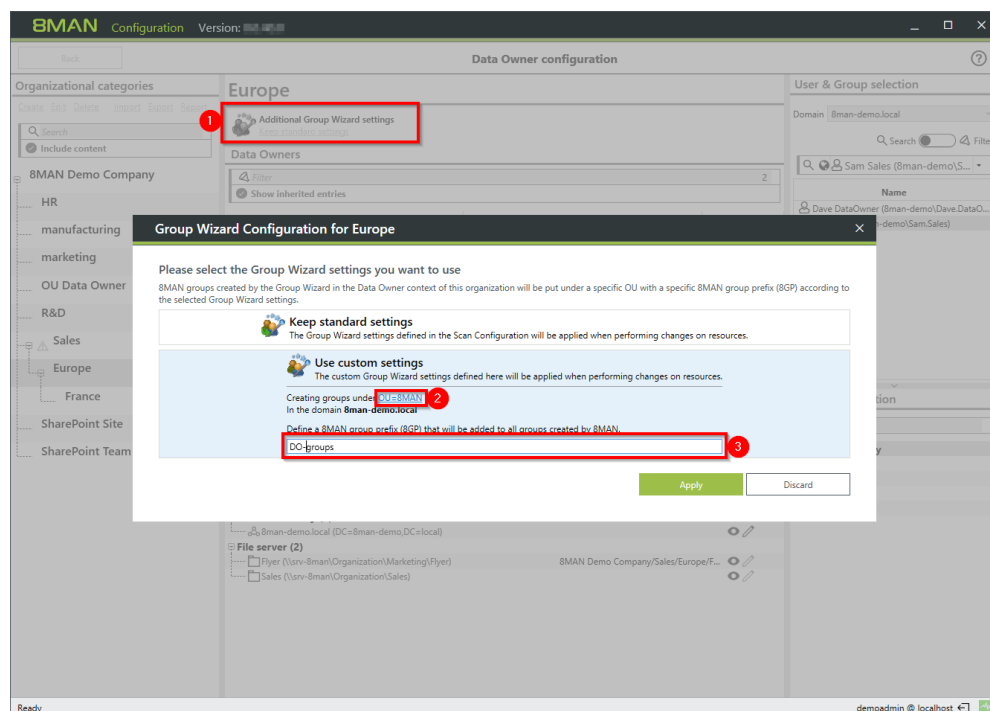 8MAN Configuration Version:
Back
Data Owner configuration
?
Organizational categories
Create Edit Delete Import Export Report
Search
Include content
8MAN Demo Company
HR
manufacturing
marketing
OU Data Owner
R&D
Sales
Europe
France
SharePoint Site
SharePoint Team
Europe
1
Additional Group Wizard settings
Keep standard settings
Data Owners
Filter
2
Show inherited entries
User & Group selection
Domain 8man-demo.local
Search
Filte
Sam Sales (8man-demo\S...
Name
Dave DataOwner (8man-demo\Dave.DataO...
n-demo\Sam.Sales)
tion
y
Group Wizard Configuration for Europe
Please select the Group Wizard settings you want to use
8MAN groups created by the Group Wizard in the Data Owner context of this organization will be put under a specific OU with a specific 8MAN group prefix (8GP) according to
the selected Group Wizard settings.
Keep standard settings
The Group Wizard settings defined in the Scan Configuration will be applied when performing changes on resources.
Use custom settings
The custom Group Wizard settings defined here will be applied when performing changes on resources.
Creating groups under OU=8MAN 2
In the domain 8man-demo.local
Define a 8MAN group prefix (8GP) that will be added to all groups created by 8MAN.
DO-groups
3
Apply
Discard
8man-demo.local (DC=8man-demo,DC=local)
File server (2)
Flyer (\\srv-8man\Organization\Marketing\Flyer) 8MAN Demo Company/Sales/Europe/F...
Sales (\\srv-8man\Organization\Sales)
Ready
demoadmin @ localhost